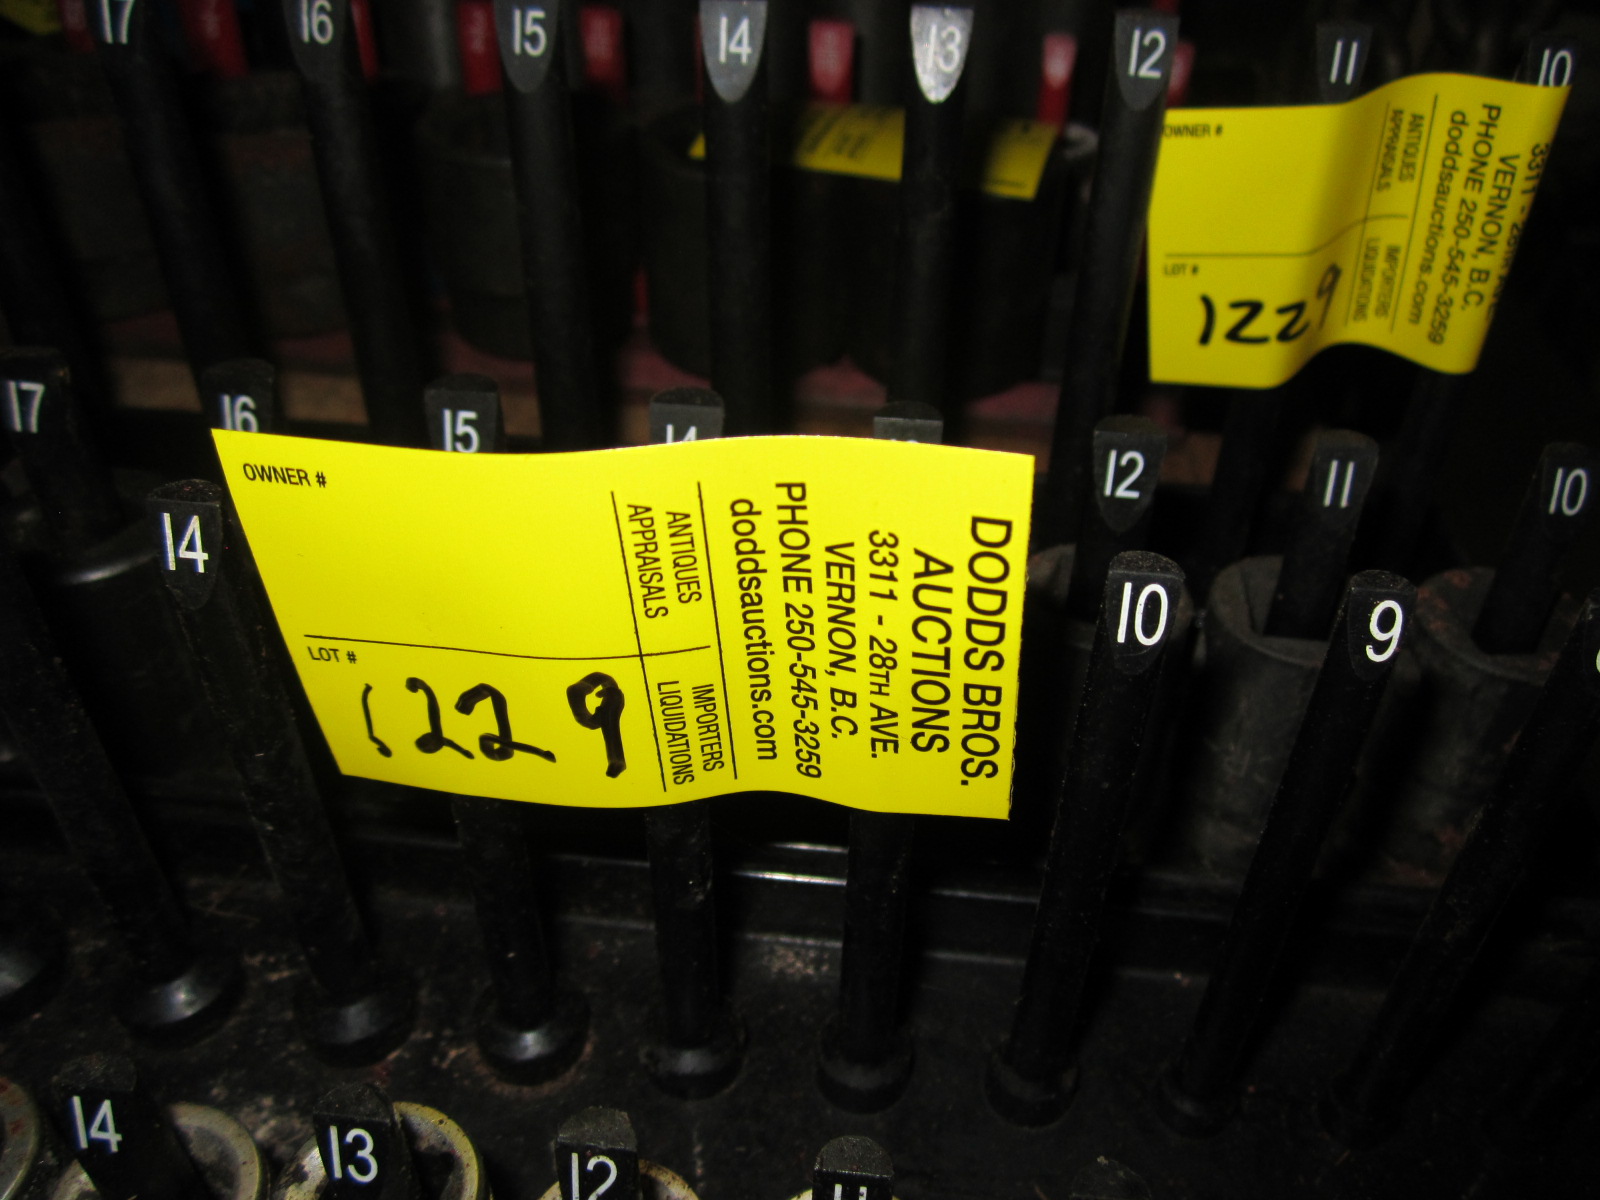 17 16 15 14 13 12 11 10
OWNER #
LOT #
1229
ANTIQUES
APPRAISALS
IMPORTERS
LIQUIDATIONS
VERNON, B.C.
PHONE 250-545-3259
doddsauctions.com
17 16 15 14 12 11 10
OWNER #
LOT #
1229
DODDS BROS.
AUCTIONS
3311 - 28TH AVE.
VERNON, B.C.
PHONE 250-545-3259
doddsauctions.com
ANTIQUES
APPRAISALS
IMPORTERS
LIQUIDATIONS
14 10 9
14 13 12 11